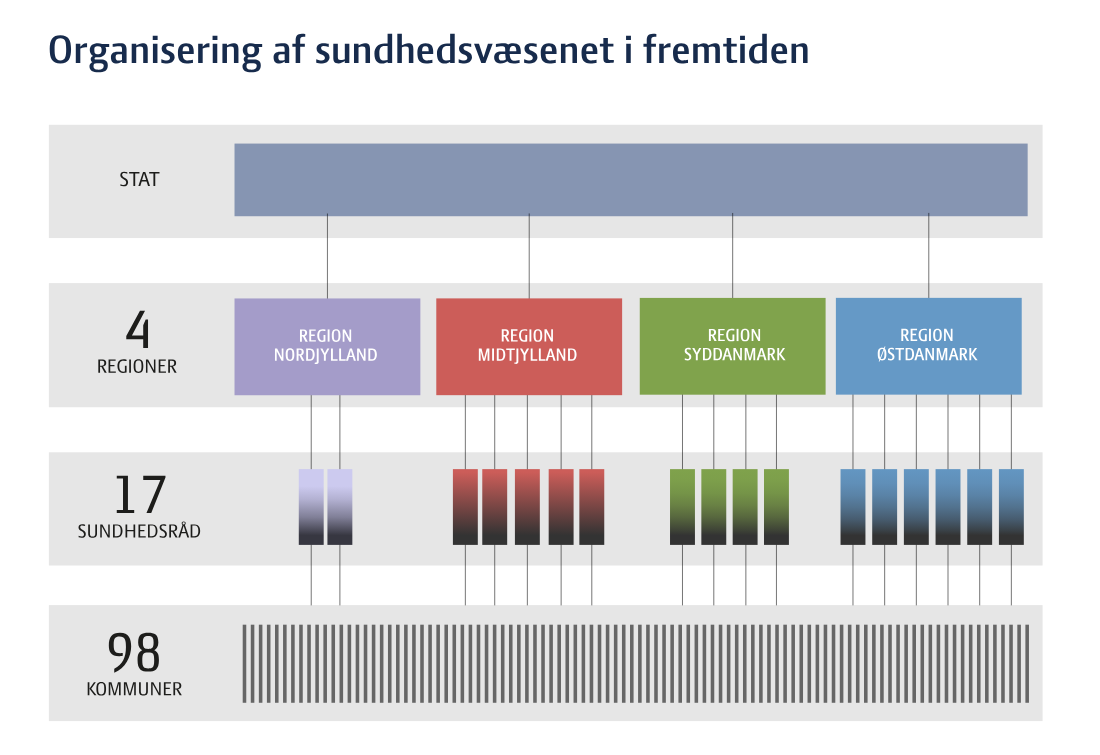 Organisering af sundhedsvæsenet i fremtiden
STAT
4
REGIONER
REGION
NORDJYLLAND
REGION
MIDTJYLLAND
REGION
SYDDANMARK
REGION
ØSTDANMARK
17
SUNDHEDSRÅD
98
KOMMUNER